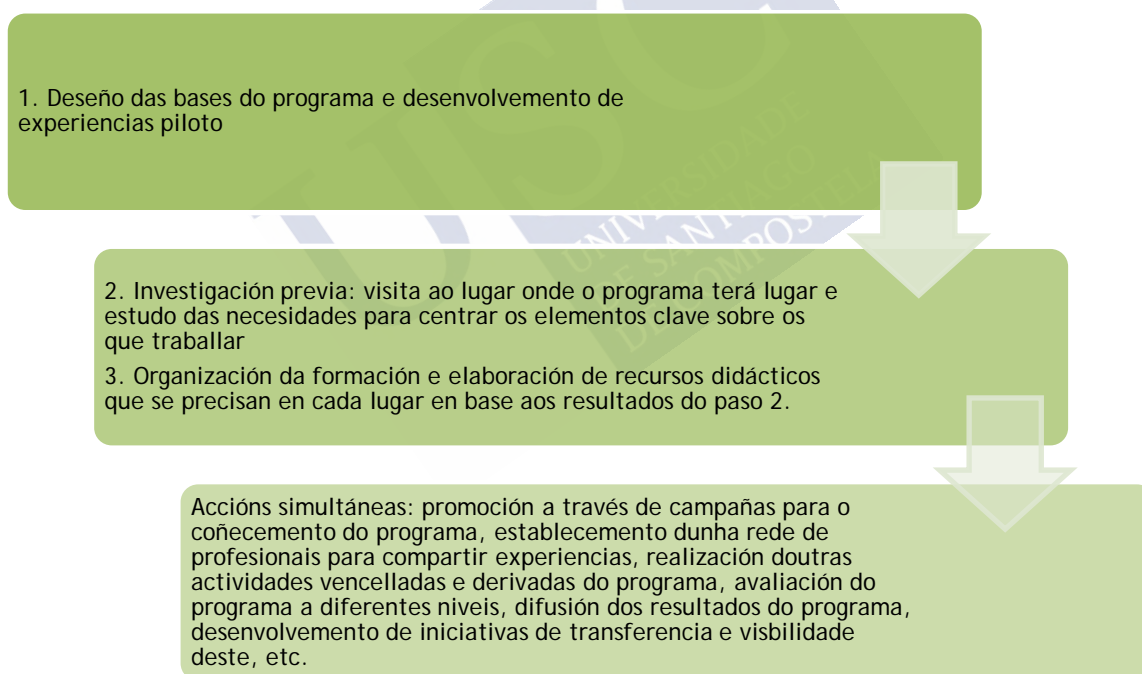 1. Deseño das bases do programa e desenvolvemento de
experiencias piloto
UNIVERSIDADE
DE SANTIAGO
DE COMPOSTELA
2. Investigación previa: visita ao lugar onde o programa terá lugar e
estudo das necesidades para centrar os elementos clave sobre os
que traballar
3. Organización da formación e elaboración de recursos didácticos
que se precisan en cada lugar en base aos resultados do paso 2.
Accións simultáneas: promoción a través de campañas para o
coñecemento do programa, establecemento dunha rede de
profesionais para compartir experiencias, realización doutras
actividades vencelladas e derivadas do programa, avaliación do
programa a diferentes niveis, difusión dos resultados do programa,
desenvolvemento de iniciativas de transferencia e visbilidade
deste, etc.